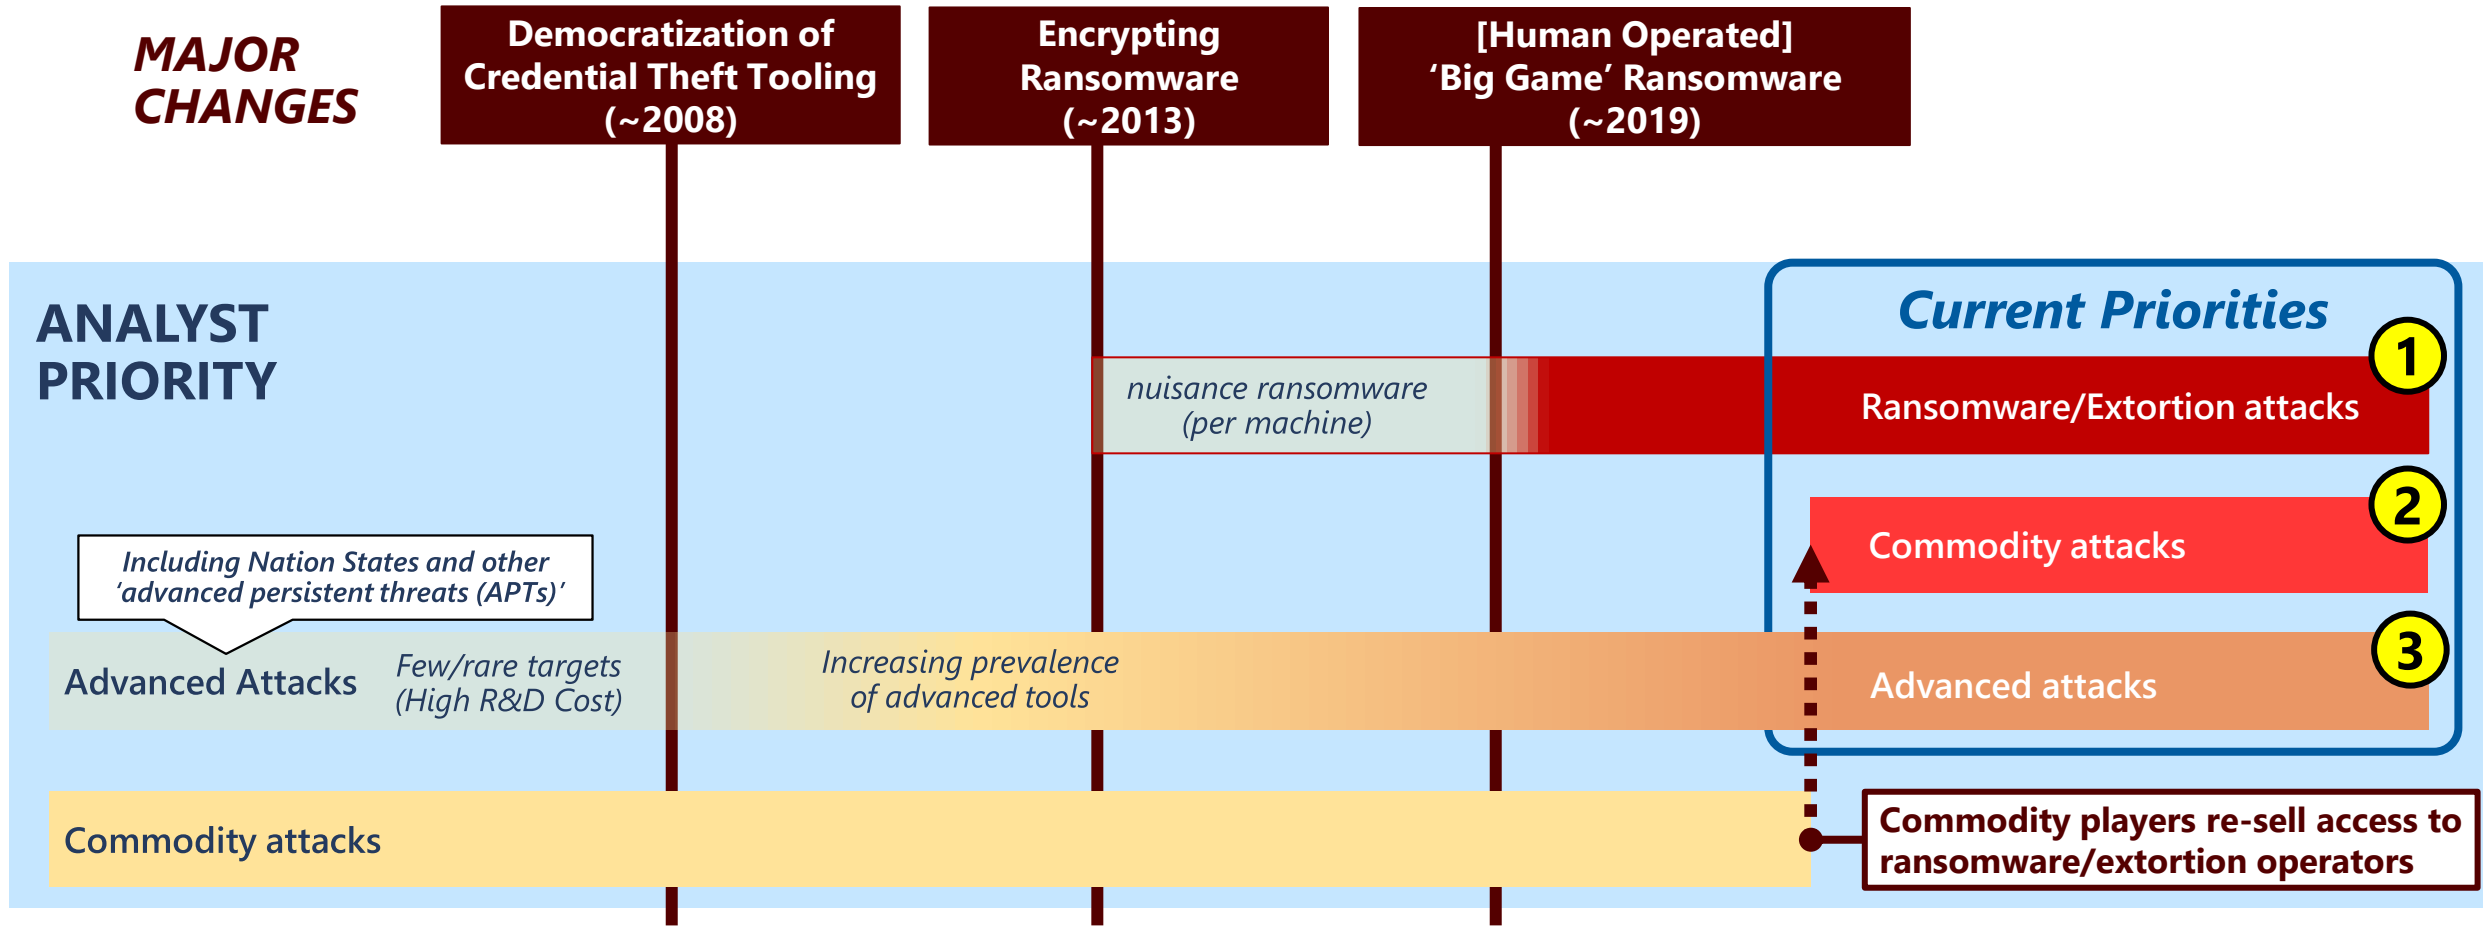 MAJOR
CHANGES
Democratization of
Credential Theft Tooling
(~2008)
Encrypting
Ransomware
(~2013)
[Human Operated]
‘Big Game’ Ransomware
(~2019)
ANALYST
PRIORITY
Current Priorities
1
nuisance ransomware
(per machine)
Ransomware/Extortion attacks
2
Commodity attacks
Including Nation States and other
‘advanced persistent threats (APTs)’
3
Advanced Attacks
Few/rare targets
(High R&D Cost)
Increasing prevalence
of advanced tools
Advanced attacks
Commodity attacks
Commodity players re-sell access to
ransomware/extortion operators